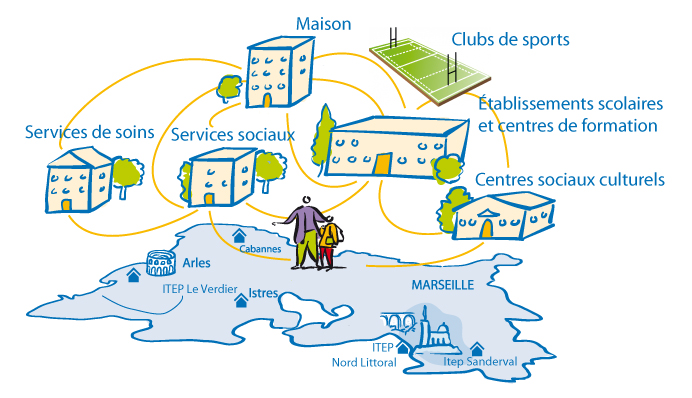 Maison
Clubs de sports
Établissements scolaires
et centres de formation
Services de soins
Services sociaux
Centres sociaux culturels
Cabannes
Arles
ITEP Le Verdier
Istres
MARSEILLE
ITEP
Nord Littoral
Itep Sanderval